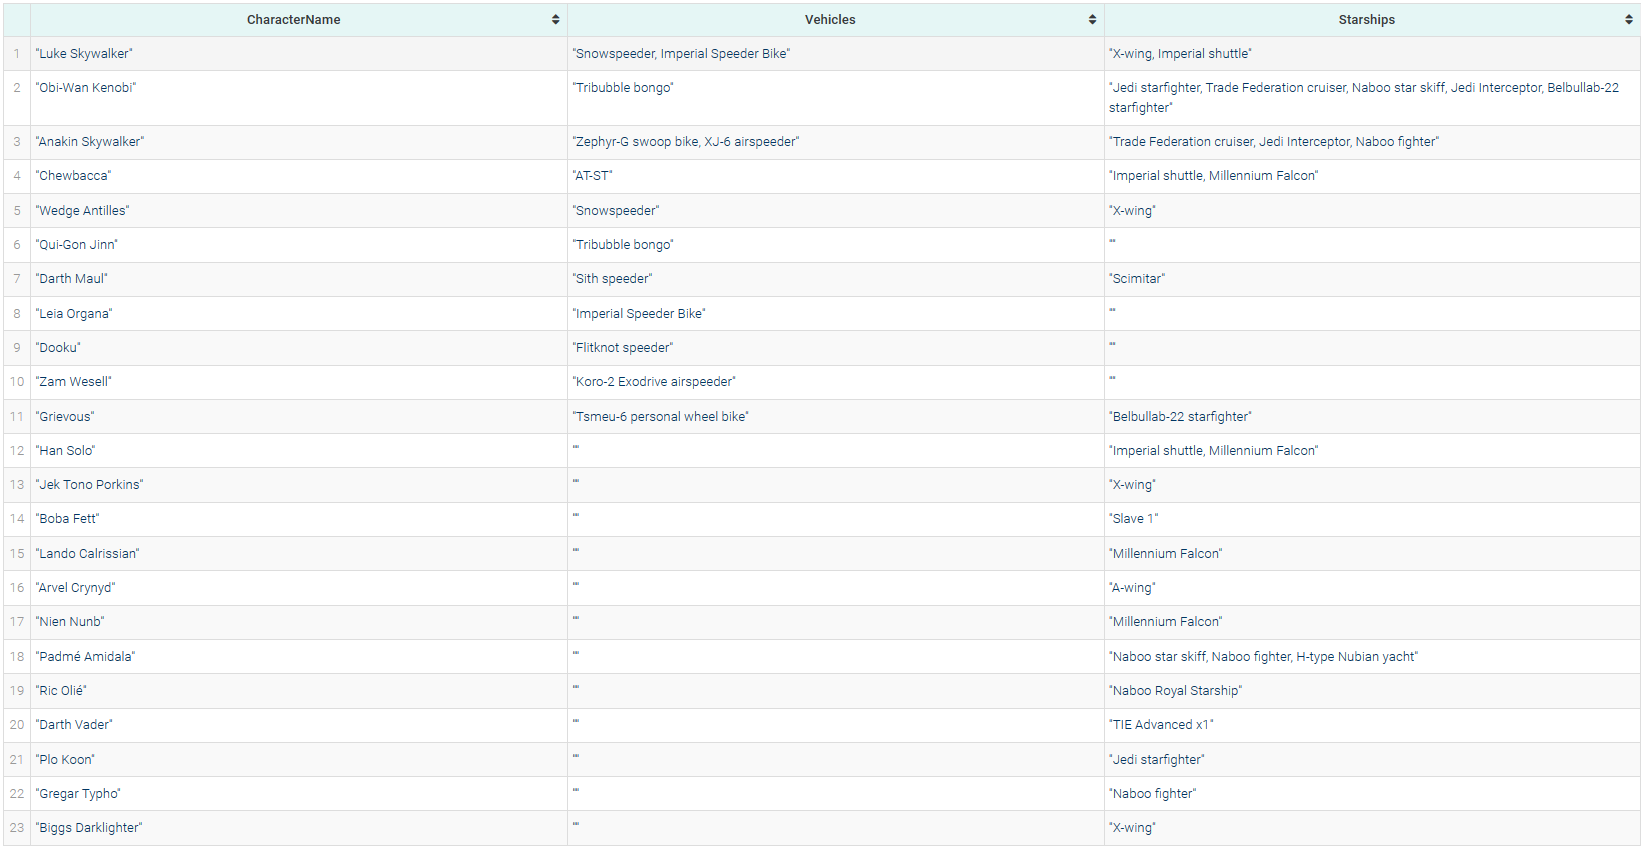 CharacterName Vehicles Starships
1 "Luke Skywalker" "Snowspeeder, Imperial Speeder Bike" "X-wing, Imperial shuttle"
2 "Obi-Wan Kenobi" "Tribubble bongo" "Jedi starfighter, Trade Federation cruiser, Naboo star skiff, Jedi Interceptor, Belbullab-22
starfighter"
3 "Anakin Skywalker" "Zephyr-G swoop bike, XJ-6 airspeeder" "Trade Federation cruiser, Jedi Interceptor, Naboo fighter"
4 "Chewbacca" "AT-ST" "Imperial shuttle, Millennium Falcon"
5 "Wedge Antilles" "Snowspeeder" "X-wing"
6 "Qui-Gon Jinn" "Tribubble bongo" ""
7 "Darth Maul" "Sith speeder" "Scimitar"
8 "Leia Organa" "Imperial Speeder Bike" ""
9 "Dooku" "Flitknot speeder" ""
10 "Zam Wesell" "Koro-2 Exodrive airspeeder" ""
11 "Grievous" "Tsmeu-6 personal wheel bike" "Belbullab-22 starfighter"
12 "Han Solo" "" "Imperial shuttle, Millennium Falcon"
13 "Jek Tono Porkins" "" "X-wing"
14 "Boba Fett" "" "Slave 1"
15 "Lando Calrissian" "" "Millennium Falcon"
16 "Arvel Crynyd" "" "A-wing"
17 "Nien Nunb" "" "Millennium Falcon"
18 "Padmé Amidala" "" "Naboo star skiff, Naboo fighter, H-type Nubian yacht"
19 "Ric Olié" "" "Naboo Royal Starship"
20 "Darth Vader" "" "TIE Advanced x1"
21 "Plo Koon" "" "Jedi starfighter"
22 "Gregar Typho" "" "Naboo fighter"
23 "Biggs Darklighter" "" "X-wing"